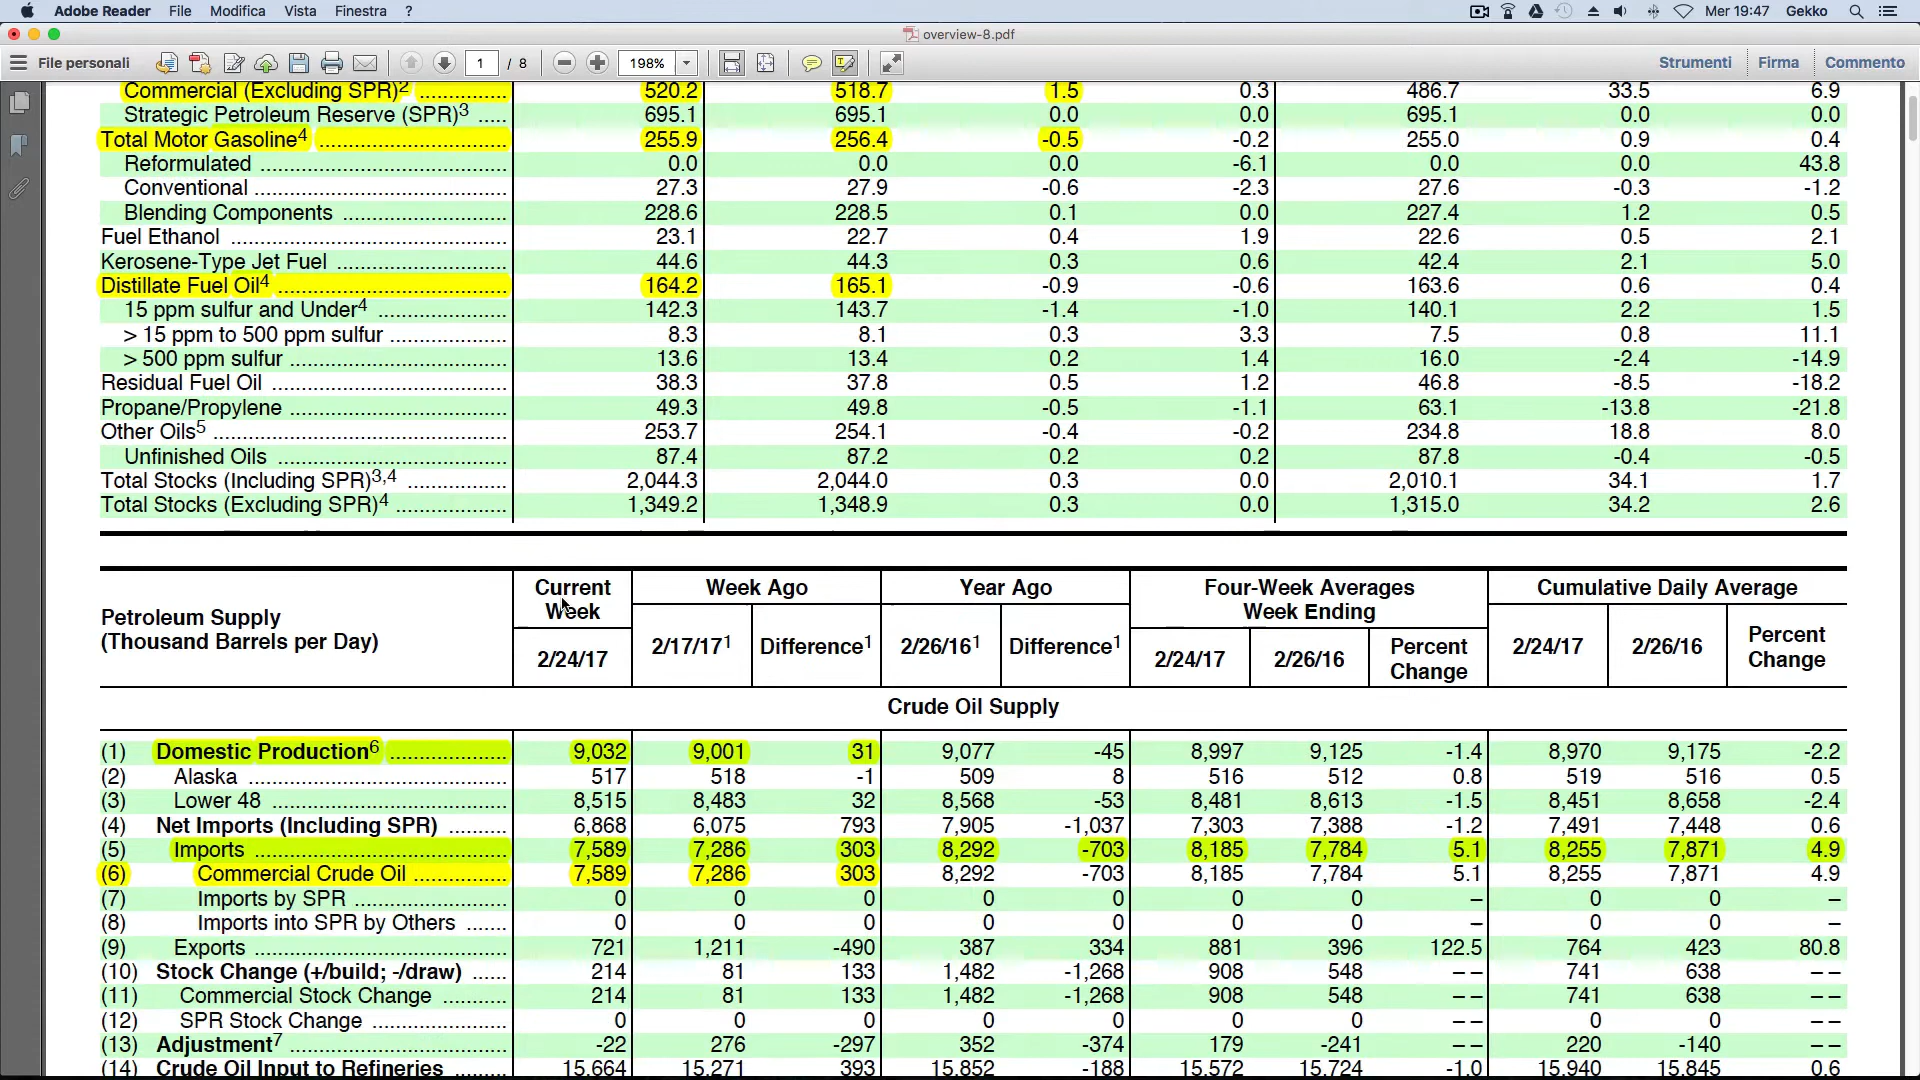 Adobe Reader File Modifica Vista Finestra ? Mer 19:47 Gekko
overview-8.pdf
File personali 1 / 8 198% Strumenti Firma Commento
Commercial (Excluding SPR)2 ............... 520.2 518.7 1.5 0.3 486.7 33.5 6.9
Strategic Petroleum Reserve (SPR)3 ..... 695.1 695.1 0.0 0.0 695.1 0.0 0.0
Total Motor Gasoline4 ................................ 255.9 256.4 -0.5 -0.2 255.0 0.9 0.4
Reformulated .......................................... 0.0 0.0 0.0 -6.1 0.0 0.0 43.8
Conventional ........................................... 27.3 27.9 -0.6 -2.3 27.6 -0.3 -1.2
Blending Components ............................ 228.6 228.5 0.1 0.0 227.4 1.2 0.5
Fuel Ethanol .............................................. 23.1 22.7 0.4 1.9 22.6 0.5 2.1
Kerosene-Type Jet Fuel ............................. 44.6 44.3 0.3 0.6 42.4 2.1 5.0
Distillate Fuel Oil4 ....................................... 164.2 165.1 -0.9 -0.6 163.6 0.6 0.4
15 ppm sulfur and Under4 ...................... 142.3 143.7 -1.4 -1.0 140.1 2.2 1.5
> 15 ppm to 500 ppm sulfur .................... 8.3 8.1 0.3 3.3 7.5 0.8 11.1
> 500 ppm sulfur ..................................... 13.6 13.4 0.2 1.4 16.0 -2.4 -14.9
Residual Fuel Oil ........................................ 38.3 37.8 0.5 1.2 46.8 -8.5 -18.2
Propane/Propylene ..................................... 49.3 49.8 -0.5 -1.1 63.1 -13.8 -21.8
Other Oils5 ................................................. 253.7 254.1 -0.4 -0.2 234.8 18.8 8.0
Unfinished Oils ....................................... 87.4 87.2 0.2 0.2 87.8 -0.4 -0.5
Total Stocks (Including SPR)3,4 ................. 2,044.3 2,044.0 0.3 0.0 2,010.1 34.1 1.7
Total Stocks (Excluding SPR)4 ................... 1,349.2 1,348.9 0.3 0.0 1,315.0 34.2 2.6
Petroleum Supply
(Thousand Barrels per Day)
Current Week Week Ago Year Ago Four-Week Averages Week Ending Cumulative Daily Average
2/24/17 2/17/171 Difference1 2/26/161 Difference1 2/24/17 2/26/16 Percent Change 2/24/17 2/26/16 Percent Change
Crude Oil Supply
(1) Domestic Production6 .................... 9,032 9,001 31 9,077 -45 8,997 9,125 -1.4 8,970 9,175 -2.2
(2) Alaska ........................................... 517 518 -1 509 8 516 512 0.8 519 516 0.5
(3) Lower 48 ....................................... 8,515 8,483 32 8,568 -53 8,481 8,613 -1.5 8,451 8,658 -2.4
(4) Net Imports (Including SPR) .......... 6,868 6,075 793 7,905 -1,037 7,303 7,388 -1.2 7,491 7,448 0.6
(5) Imports .......................................... 7,589 7,286 303 8,292 -703 8,185 7,784 5.1 8,255 7,871 4.9
(6) Commercial Crude Oil ................ 7,589 7,286 303 8,292 -703 8,185 7,784 5.1 8,255 7,871 4.9
(7) Imports by SPR ........................... 0 0 0 0 0 0 0 – 0 0 –
(8) Imports into SPR by Others ....... 0 0 0 0 0 0 0 – 0 0 –
(9) Exports .......................................... 721 1,211 -490 387 334 881 396 122.5 764 423 80.8
(10) Stock Change (+/build; -/draw) ...... 214 81 133 1,482 -1,268 908 548 – – 741 638 – –
(11) Commercial Stock Change ........... 214 81 133 1,482 -1,268 908 548 – – 741 638 – –
(12) SPR Stock Change ....................... 0 0 0 0 0 0 0 – – 0 0 – –
(13) Adjustment7 .................................... -22 276 -297 352 -374 179 -241 – – 220 -140 – –
(14) Crude Oil Input to Refineries ......... 15,664 15,271 393 15,852 -188 15,572 15,724 -1.0 15,940 15,845 0.6